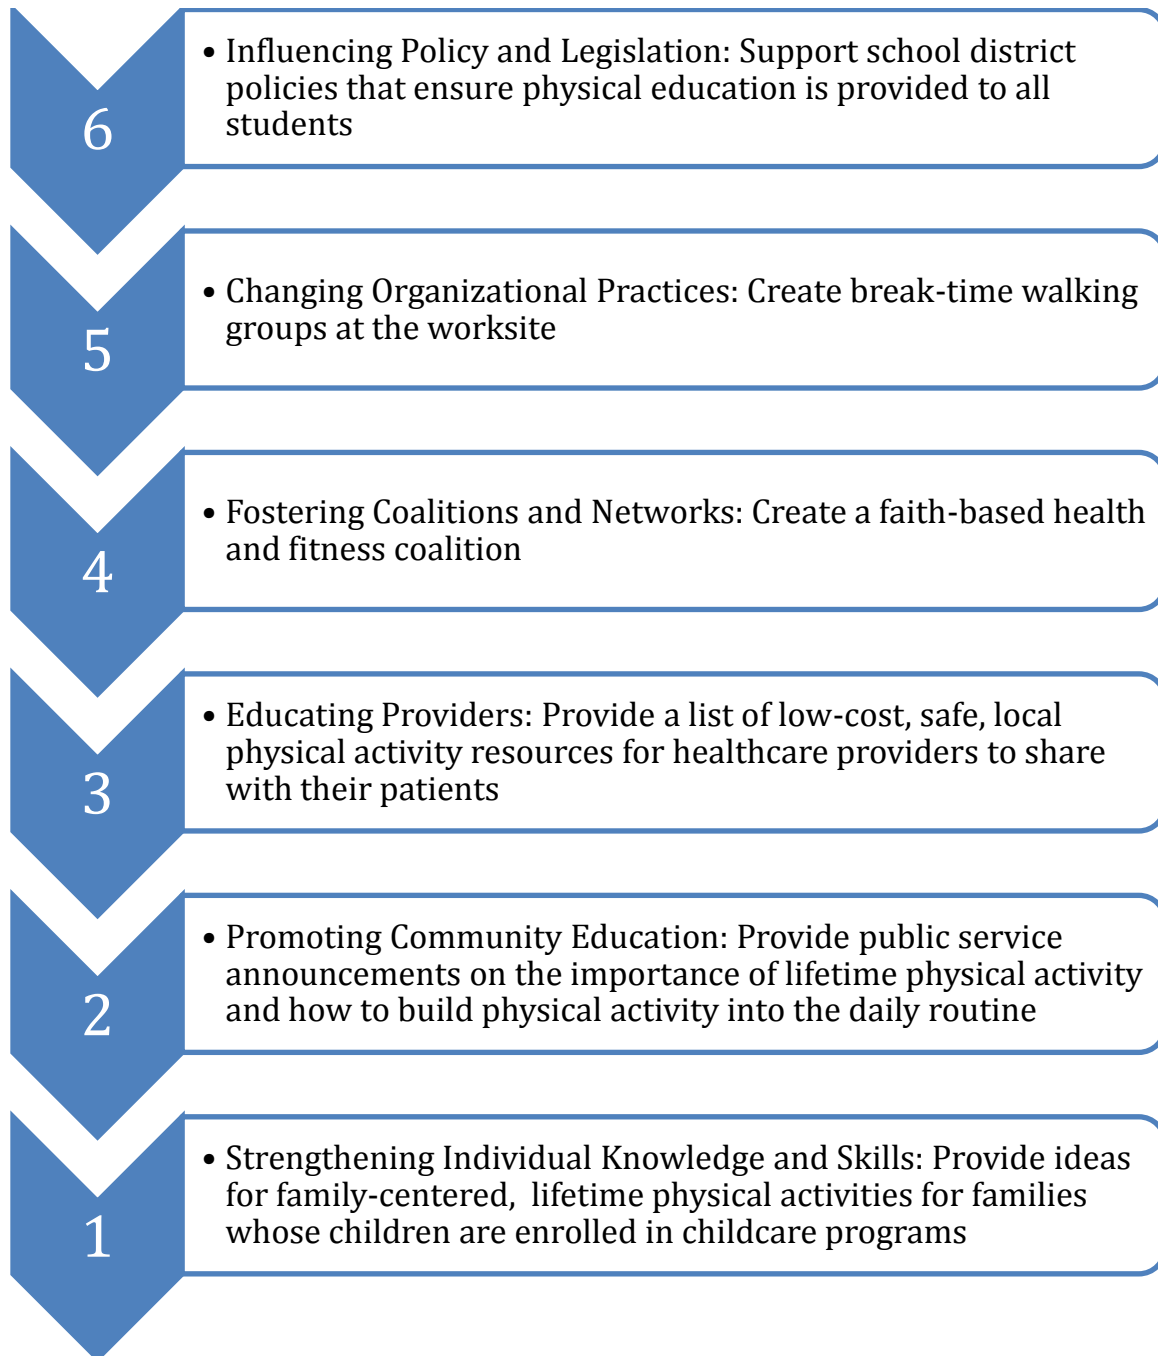 6
• Influencing Policy and Legislation: Support school district
policies that ensure physical education is provided to all
students
5
• Changing Organizational Practices: Create break-time walking
groups at the worksite
4
• Fostering Coalitions and Networks: Create a faith-based health
and fitness coalition
3
• Educating Providers: Provide a list of low-cost, safe, local
physical activity resources for healthcare providers to share
with their patients
2
• Promoting Community Education: Provide public service
announcements on the importance of lifetime physical activity
and how to build physical activity into the daily routine
1
• Strengthening Individual Knowledge and Skills: Provide ideas
for family-centered,  lifetime physical activities for families
whose children are enrolled in childcare programs